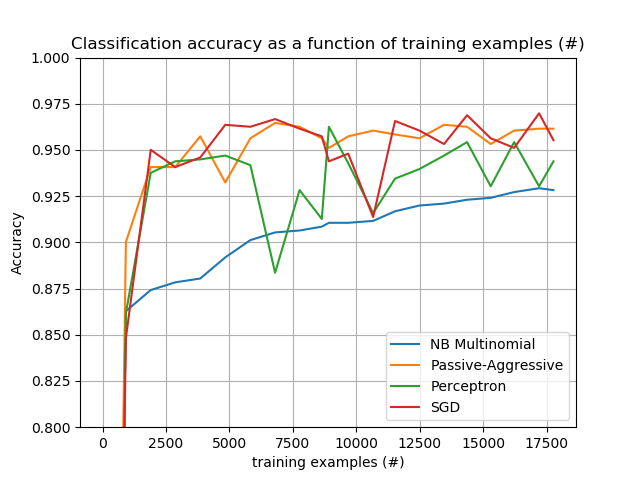 Classification accuracy as a function of training examples (#)
1.000
0.975
0.950
0.925
0.900
0.875
0.850
0.825
0.800
Accuracy
NB Multinomial
Passive-Aggressive
Perceptron
SGD
0 2500 5000 7500 10000 12500 15000 17500
training examples (#)